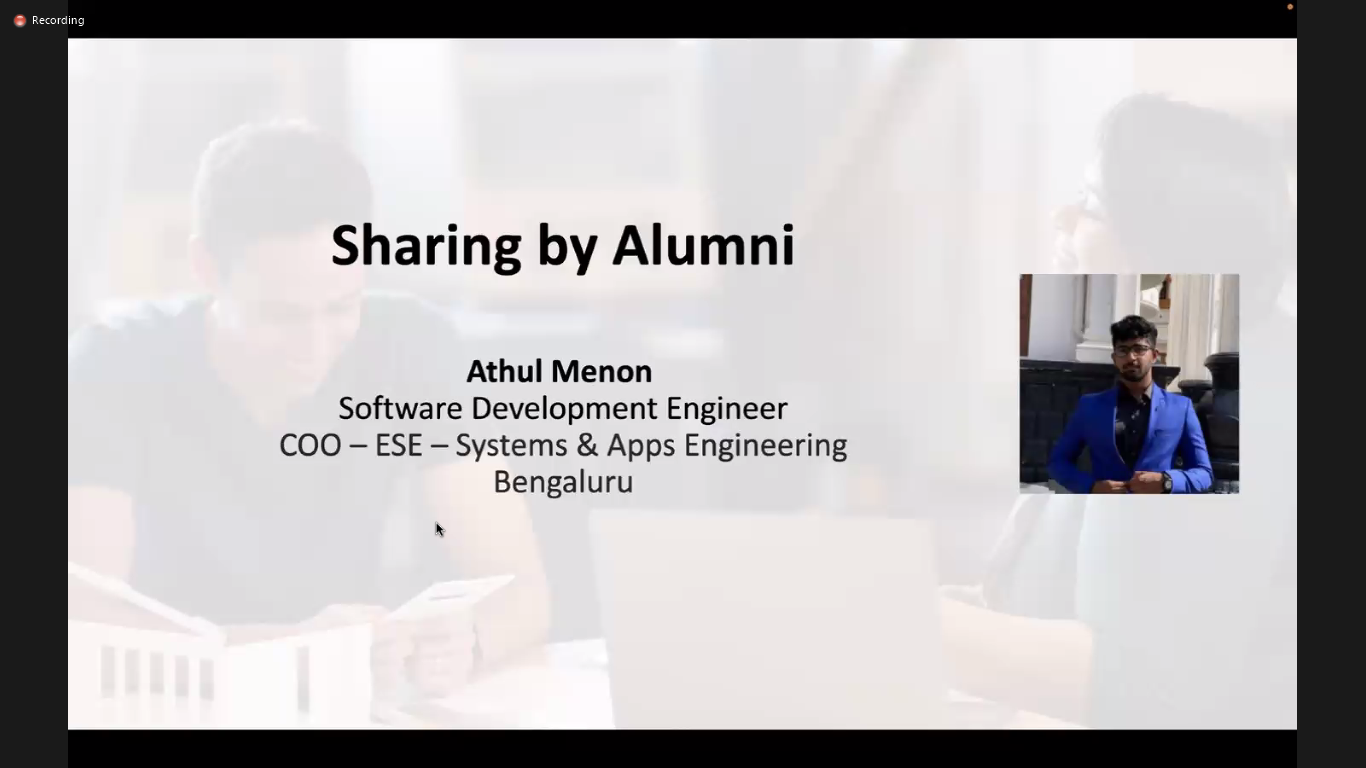 Recording
Sharing by Alumni
Athul Menon
Software Development Engineer
COO – ESE – Systems & Apps Engineering
Bengaluru